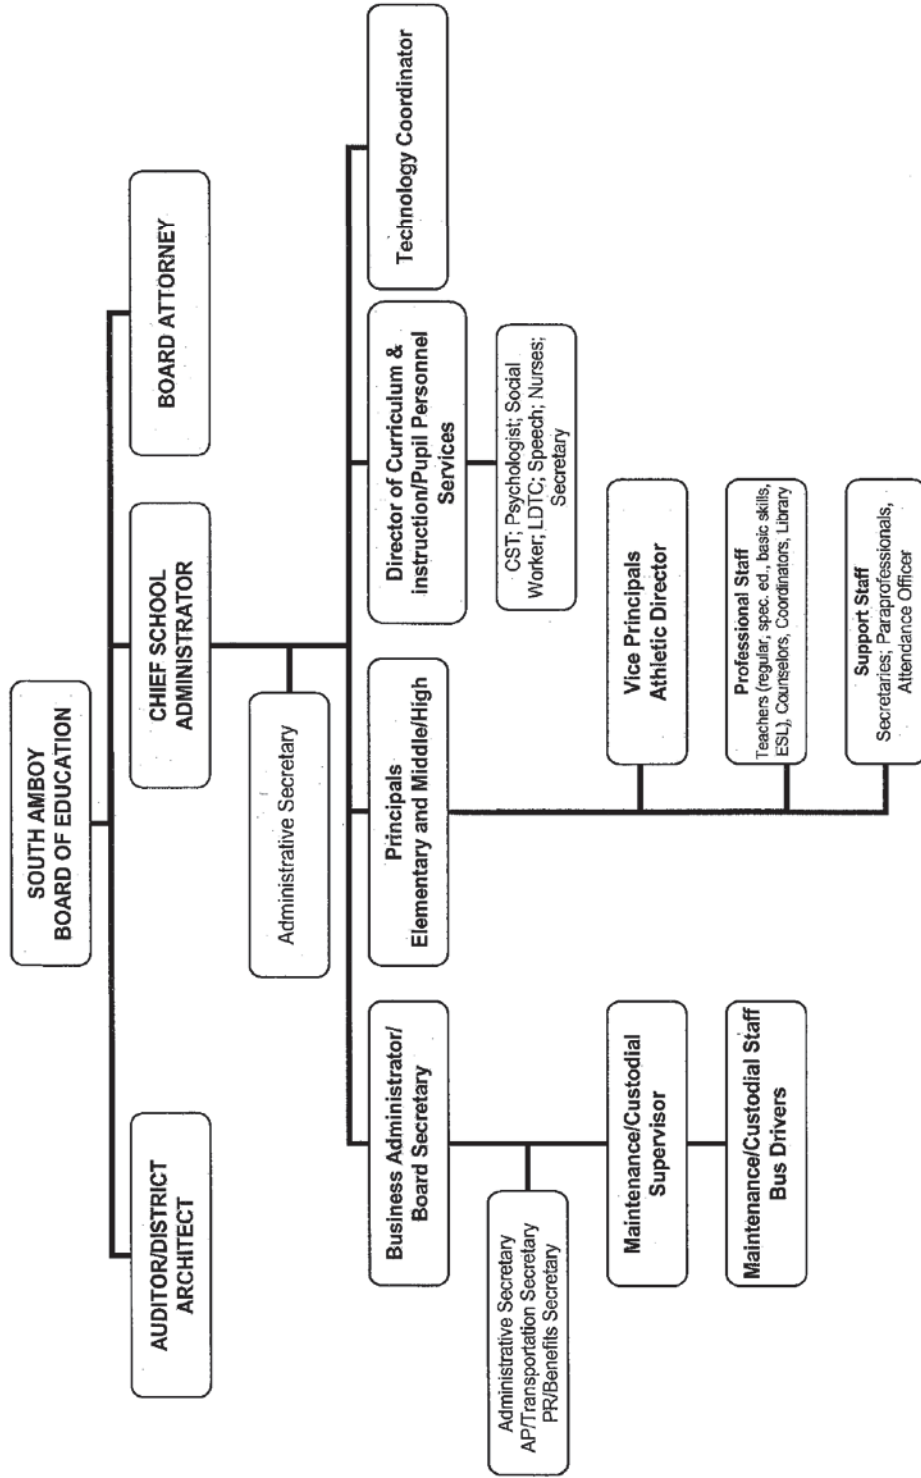 SOUTH AMBOY
BOARD OF EDUCATION
AUDITOR/DISTRICT
ARCHITECT
CHIEF SCHOOL
ADMINISTRATOR
BOARD ATTORNEY
Administrative Secretary
Business Administrator/
Board Secretary
Principals
Elementary and Middle/High
Director of Curriculum &
instruction/Pupil Personnel
Services
Technology Coordinator
Administrative Secretary
AP/Transportation Secretary
PR/Benefits Secretary
CST; Psychologist; Social
Worker; LDTC; Speech; Nurses;
Secretary
Maintenance/Custodial
Supervisor
Vice Principals
Athletic Director
Maintenance/Custodial Staff
Bus Drivers
Professional Staff
Teachers (regular, spec. ed., basic skills,
ESL), Counselors, Coordinators, Library
Support Staff
Secretaries; Paraprofessionals,
Attendance Officer